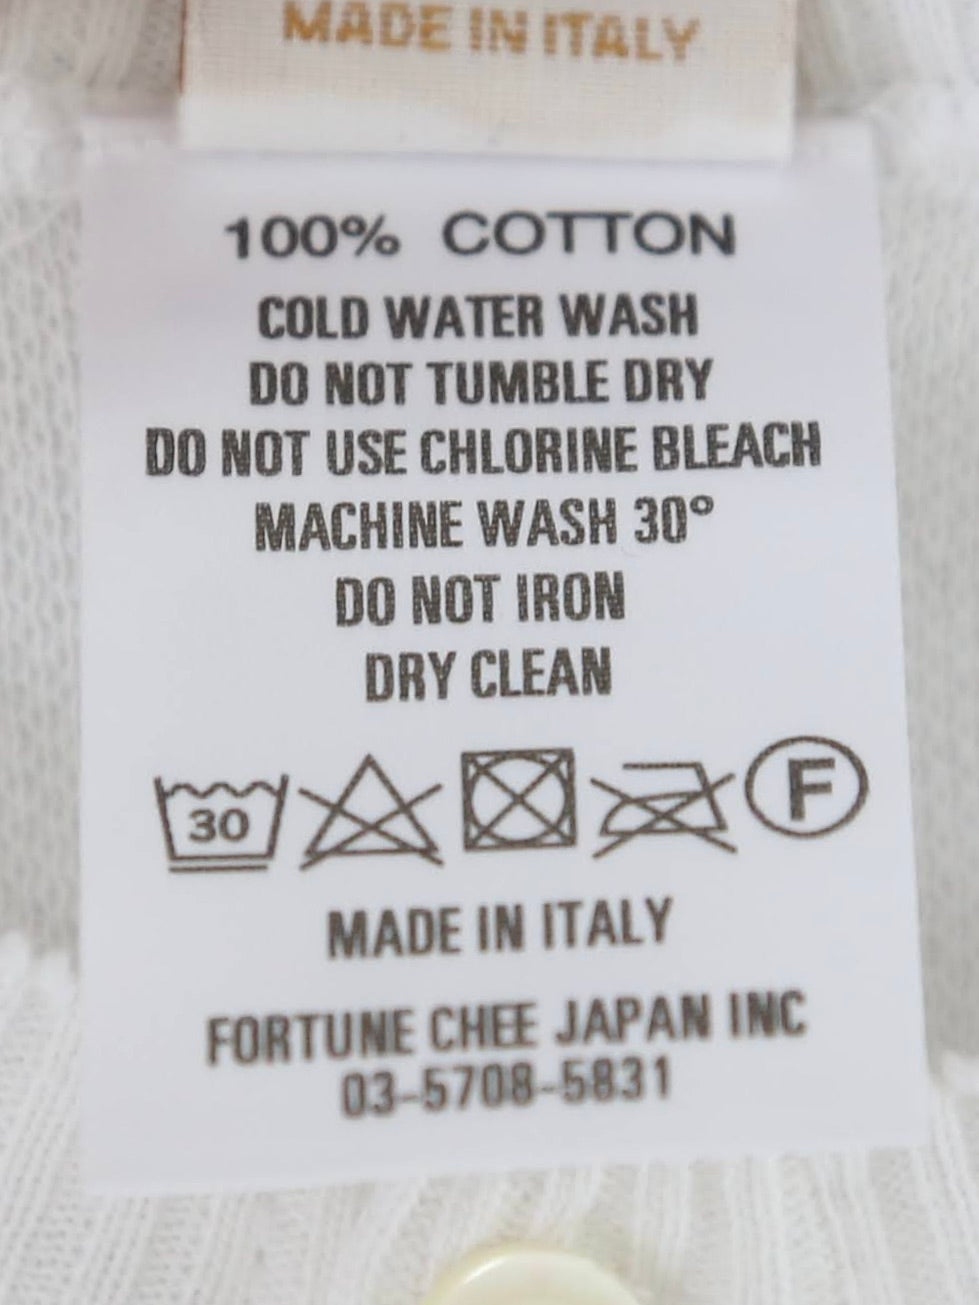 MADE IN ITALY
100% COTTON
COLD WATER WASH
DO NOT TUMBLE DRY
DO NOT USE CHLORINE BLEACH
MACHINE WASH 30°
DO NOT IRON
DRY CLEAN
30 F
MADE IN ITALY
FORTUNE CHEE JAPAN INC
03-5708-5831